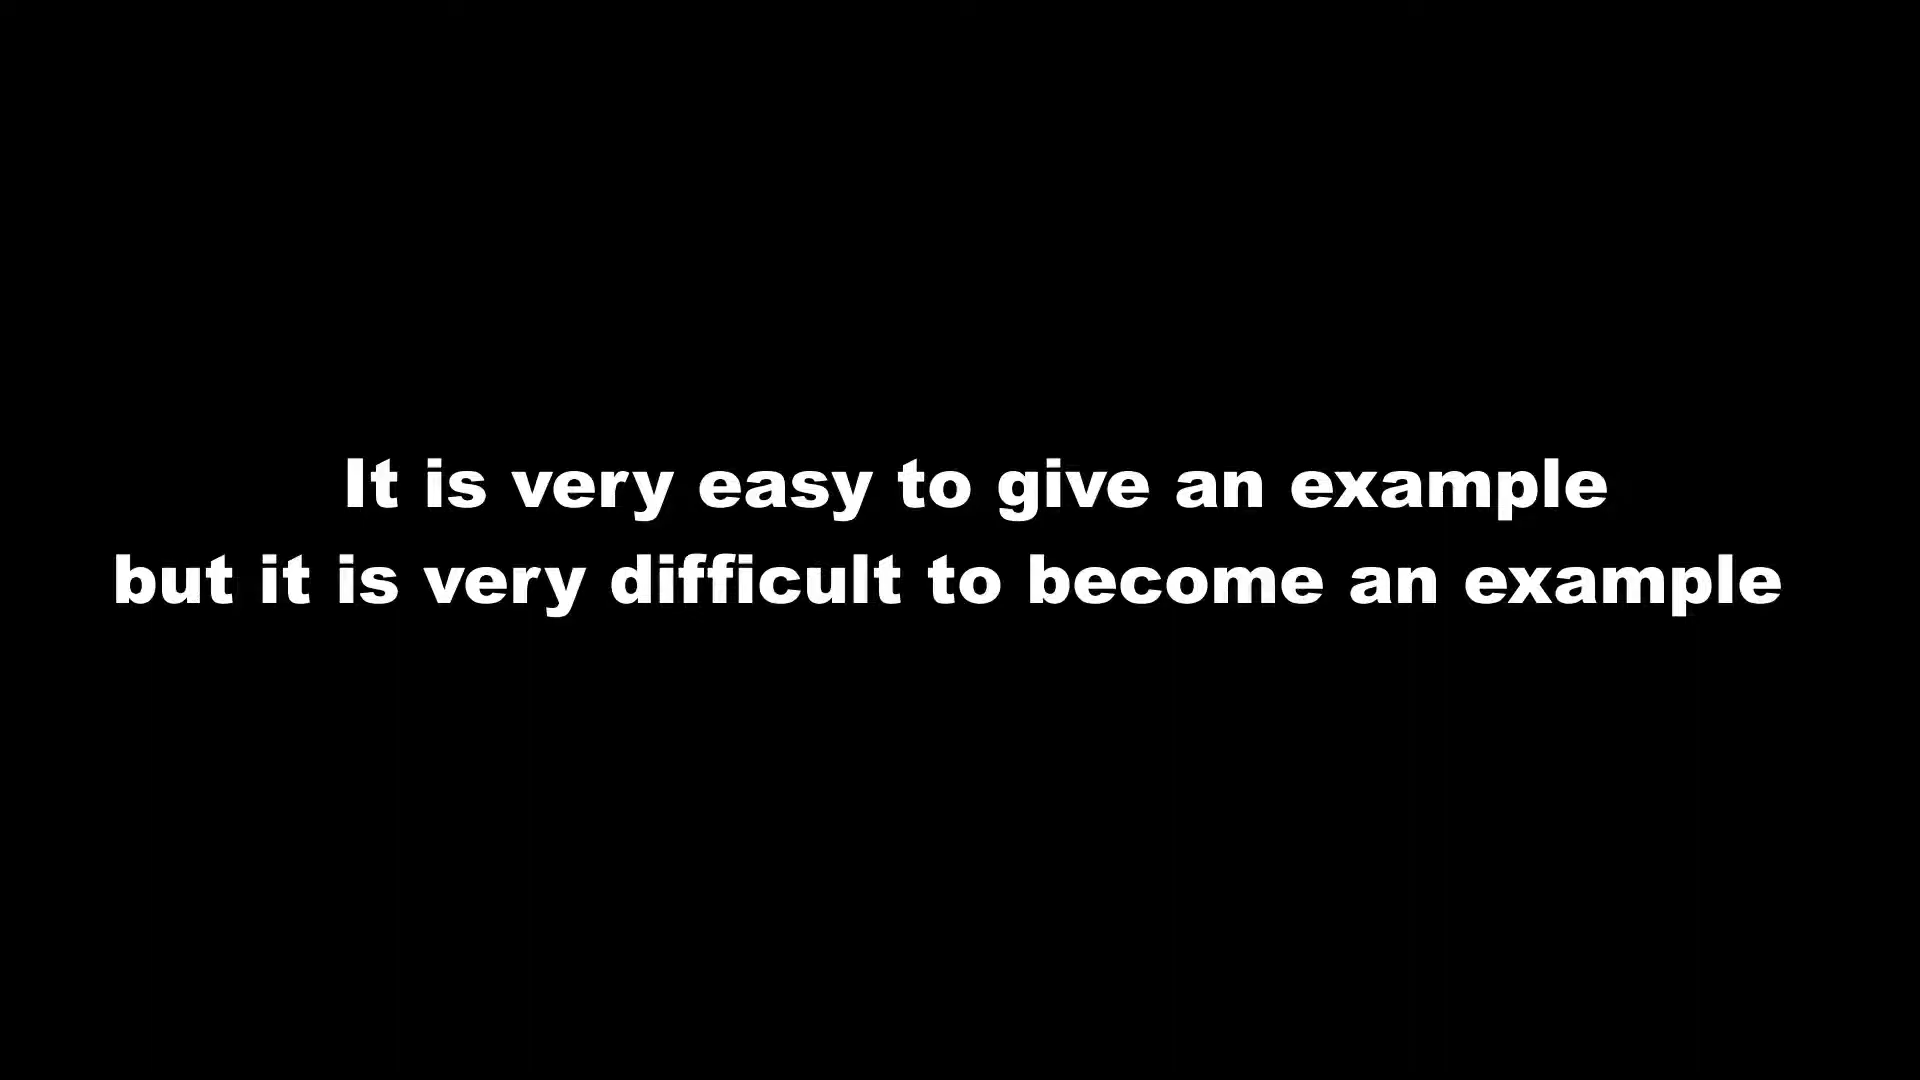 It is very easy to give an example
but it is very difficult to become an example